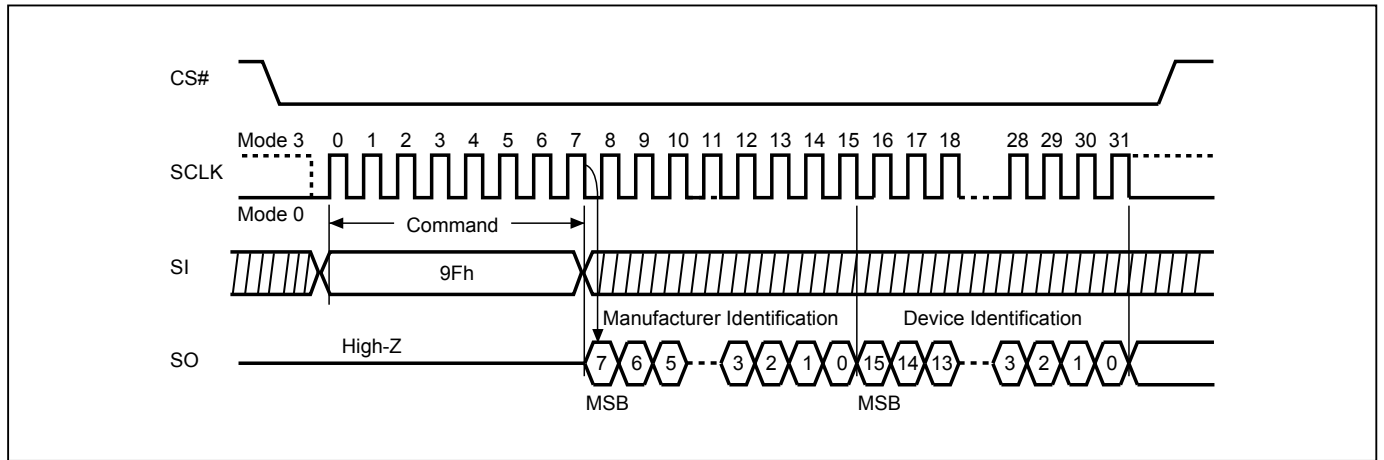 CS#
Mode 3 0 1 2 3 4 5 6 7 8 9 10 11 12 13 14 15 16 17 18 28 29 30 31
SCLK
Mode 0
Command
SI
9Fh
Manufacturer Identification Device Identification
High-Z
SO
7 6 5 3 2 1 0 15 14 13 3 2 1 0
MSB MSB